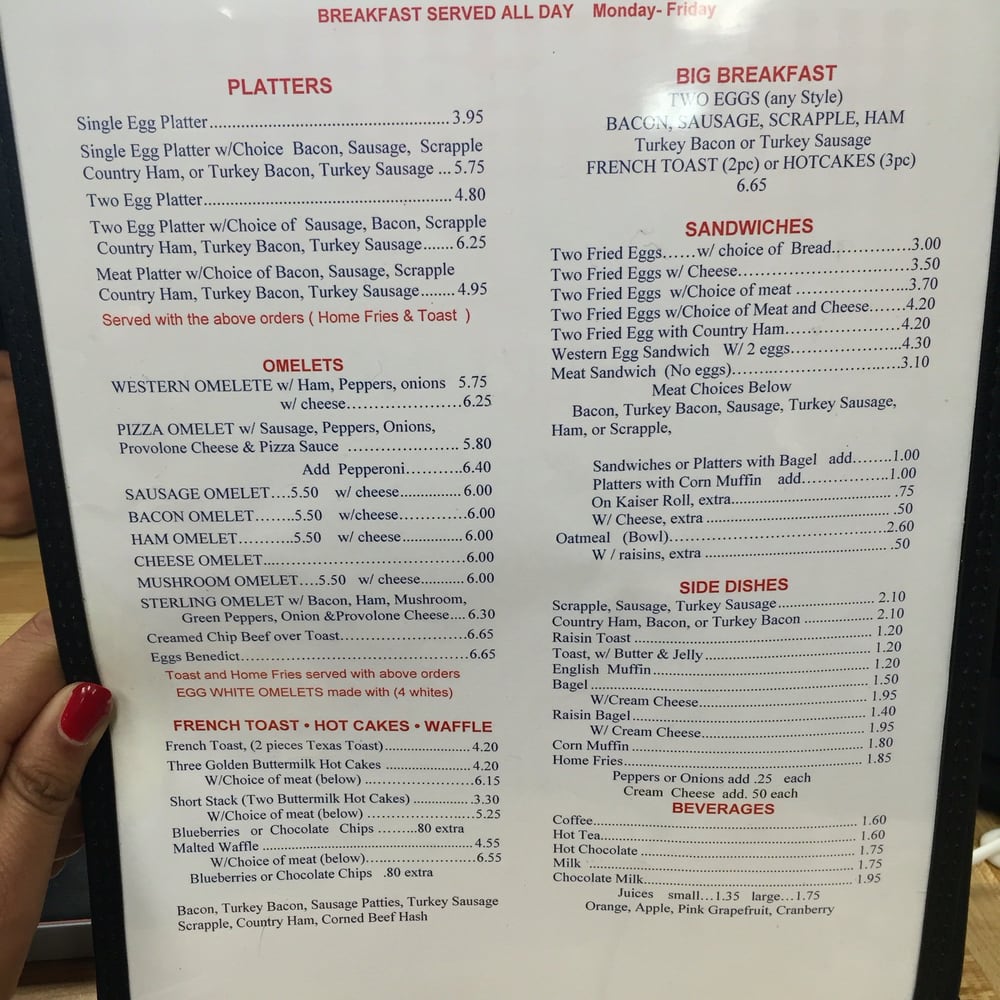 BREAKFAST SERVED ALL DAY Monday- Friday
PLATTERS
Single Egg Platter..................................................3.95
Single Egg Platter w/Choice Bacon, Sausage, Scrapple
Country Ham, or Turkey Bacon, Turkey Sausage ...5.75
Two Egg Platter..........................................................4.80
Two Egg Platter w/Choice of Sausage, Bacon, Scrapple
Country Ham, Turkey Bacon, Turkey Sausage.......6.25
Meat Platter w/Choice of Bacon, Sausage, Scrapple
Country Ham, Turkey Bacon, Turkey Sausage........4.95
Served with the above orders ( Home Fries & Toast )
OMELETS
WESTERN OMELETE w/ Ham, Peppers, onions 5.75
w/ cheese.........................6.25
PIZZA OMELET w/ Sausage, Peppers, Onions,
Provolone Cheese & Pizza Sauce ........................ 5.80
Add Pepperoni............6.40
SAUSAGE OMELET....5.50 w/ cheese............... 6.00
BACON OMELET........5.50 w/cheese.................6.00
HAM OMELET...........5.50 w/ cheese................ 6.00
CHEESE OMELET...............................................6.00
MUSHROOM OMELET....5.50 w/ cheese........... 6.00
STERLING OMELET w/ Bacon, Ham, Mushroom,
Green Peppers, Onion &Provolone Cheese....6.30
Creamed Chip Beef over Toast..............................6.65
Eggs Benedict........................................................6.65
Toast and Home Fries served with above orders
EGG WHITE OMELETS made with (4 whites)
FRENCH TOAST • HOT CAKES • WAFFLE
French Toast, (2 pieces Texas Toast)............................4.20
Three Golden Buttermilk Hot Cakes ............................4.20
W/Choice of meat (below) .................................6.15
Short Stack (Two Buttermilk Hot Cakes) ....................3.30
W/Choice of meat (below) .................................5.25
Blueberries or Chocolate Chips .........80 extra
Malted Waffle ....................................................... 4.55
W/Choice of meat (below).................................6.55
Blueberries or Chocolate Chips .80 extra
Bacon, Turkey Bacon, Sausage Patties, Turkey Sausage
Scrapple, Country Ham, Corned Beef Hash
BIG BREAKFAST
TWO EGGS (any Style)
BACON, SAUSAGE, SCRAPPLE, HAM
Turkey Bacon or Turkey Sausage
FRENCH TOAST (2pc) or HOTCAKES (3pc)
6.65
SANDWICHES
Two Fried Eggs......w/ choice of Bread..................3.00
Two Fried Eggs w/ Cheese.......................................3.50
Two Fried Eggs w/Choice of meat ..........................3.70
Two Fried Eggs w/Choice of Meat and Cheese.......4.20
Two Fried Egg with Country Ham..........................4.20
Western Egg Sandwich W/ 2 eggs.........................4.30
Meat Sandwich (No eggs)......................................3.10
Meat Choices Below
Bacon, Turkey Bacon, Sausage, Turkey Sausage,
Ham, or Scrapple,
Sandwiches or Platters with Bagel add........1.00
Platters with Corn Muffin add............1.00
On Kaiser Roll, extra.................................... .75
W/ Cheese, extra .......................................... .50
Oatmeal (Bowl)..................................................2.60
W / raisins, extra .......................................... .50
SIDE DISHES
Scrapple, Sausage, Turkey Sausage......................... 2.10
Country Ham, Bacon, or Turkey Bacon .................. 2.10
Raisin Toast .............................................................. 1.20
Toast, w/ Butter & Jelly............................................ 1.20
English Muffin.......................................................... 1.20
Bagel ......................................................................... 1.50
W/Cream Cheese.............................................. 1.95
Raisin Bagel.............................................................. 1.40
W/ Cream Cheese............................................. 1.95
Corn Muffin .............................................................. 1.80
Home Fries................................................................ 1.85
Peppers or Onions add .25 each
Cream Cheese add. 50 each
BEVERAGES
Coffee........................................................................ 1.60
Hot Tea...................................................................... 1.60
Hot Chocolate ........................................................... 1.75
Milk .......................................................................... 1.75
Chocolate Milk.......................................................... 1.95
Juices small...1.35 large...1.75
Orange, Apple, Pink Grapefruit, Cranberry